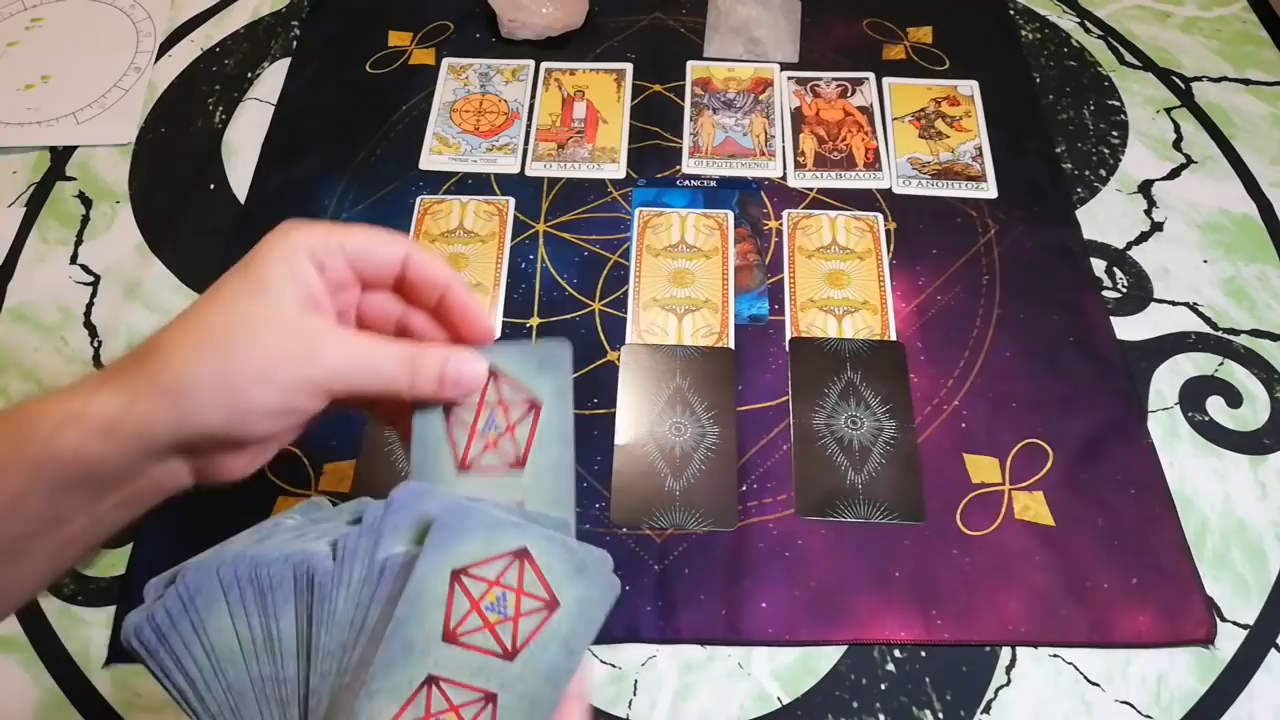 ΤΡΟΧΟΣ της ΤΥΧΗΣ
Ο ΜΑΓΟΣ
ΟΙ ΕΡΩΤΕΥΜΕΝΟΙ
Ο ΔΙΑΒΟΛΟΣ
Ο ΑΝΟΗΤΟΣ
CANCER